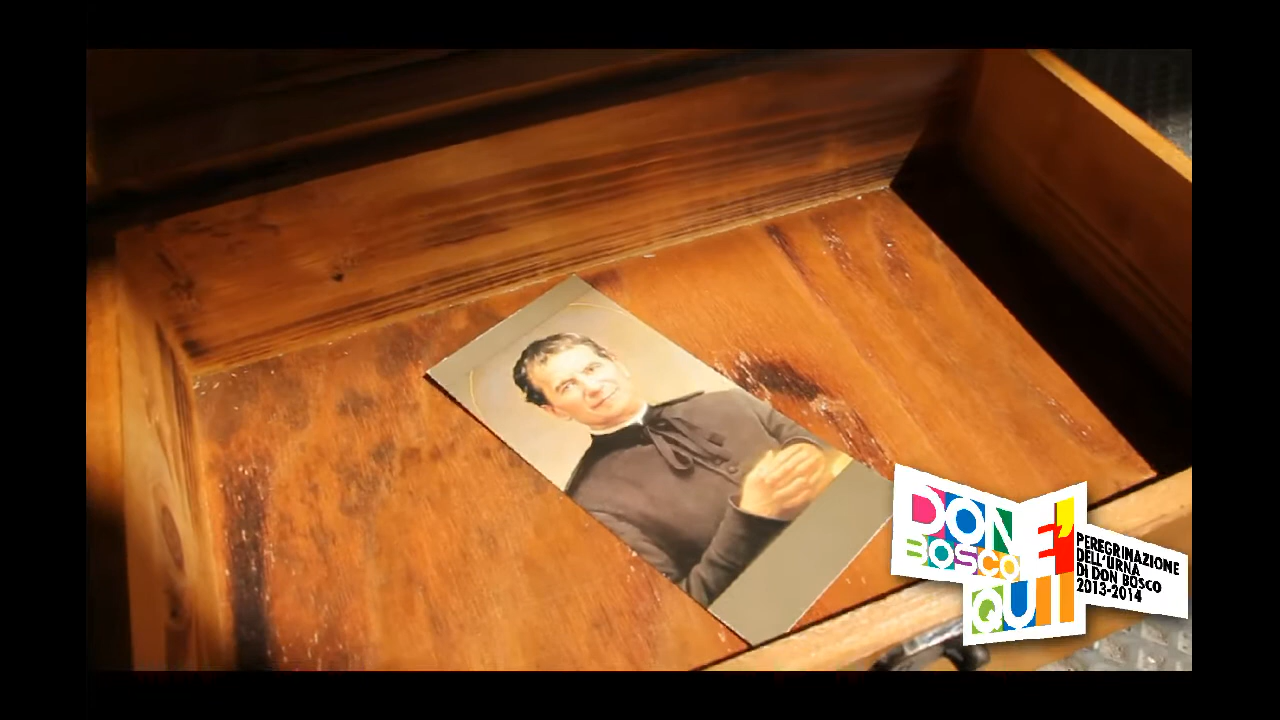 DON
BOSCO
E'
QUI
PEREGRINAZIONE
DELL'URNA
DI DON BOSCO
2013-2014